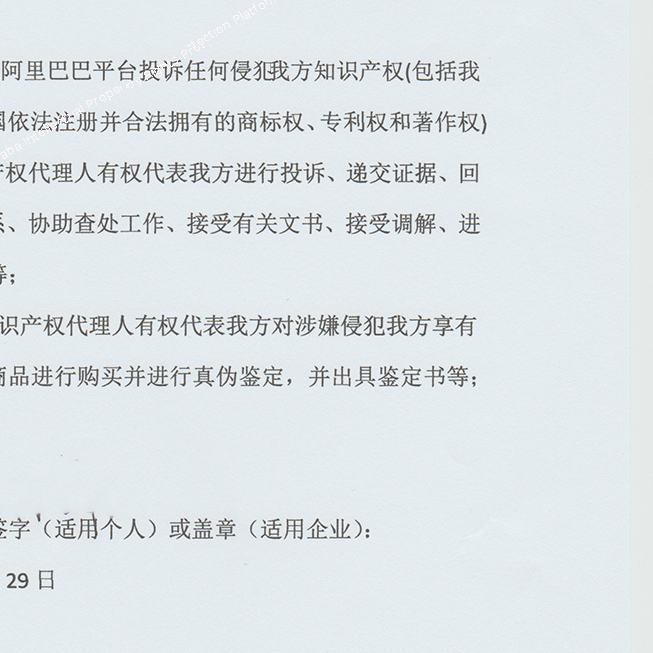 阿里巴巴平台投诉任何侵犯我方知识产权(包括我
国依法注册并合法拥有的商标权、专利权和著作权)
产权代理人有权代表我方进行投诉、递交证据、回
系、协助查处工作、接受有关文书、接受调解、进
等；
识产权代理人有权代表我方对涉嫌侵犯我方享有
商品进行购买并进行真伪鉴定，并出具鉴定书等；
签字（适用个人）或盖章（适用企业）：
29 日